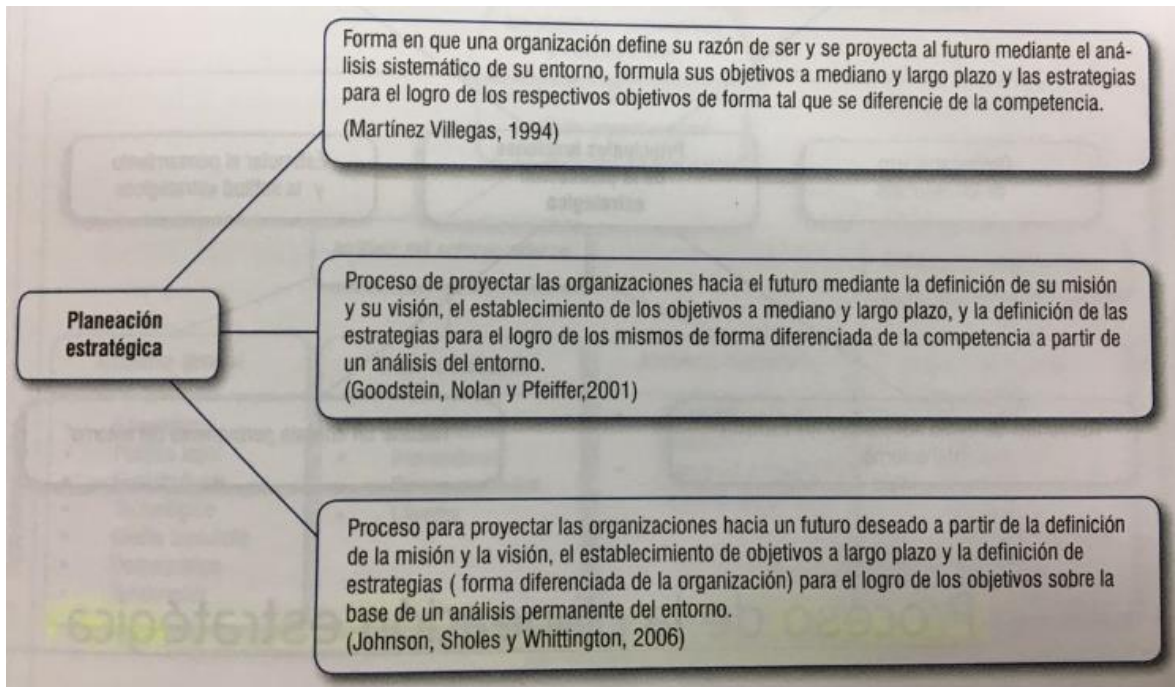 Forma en que una organización define su razón de ser y se proyecta al futuro mediante el aná-
lisis sistemático de su entorno, formula sus objetivos a mediano y largo plazo y las estrategias
para el logro de los respectivos objetivos de forma tal que se diferencie de la competencia.
(Martínez Villegas, 1994)
Planeación
estratégica
Proceso de proyectar las organizaciones hacia el futuro mediante la definición de su misión
y su visión, el establecimiento de los objetivos a mediano y largo plazo, y la definición de las
estrategias para el logro de los mismos de forma diferenciada de la competencia a partir de
un análisis del entorno.
(Goodstein, Nolan y Pfeiffer,2001)
Proceso para proyectar las organizaciones hacia un futuro deseado a partir de la definición
de la misión y la visión, el establecimiento de objetivos a largo plazo y la definición de
estrategias ( forma diferenciada de la organización) para el logro de los objetivos sobre la
base de un análisis permanente del entorno.
(Johnson, Sholes y Whittington, 2006)